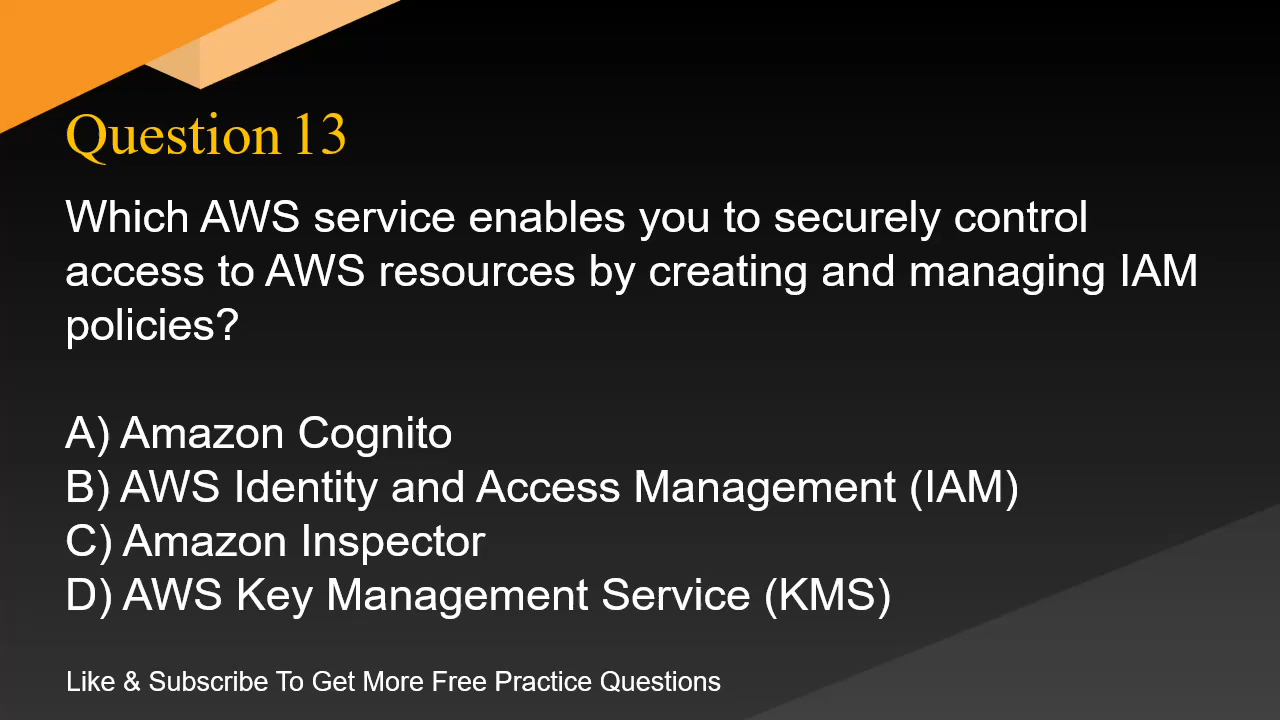 Question 13
Which AWS service enables you to securely control
access to AWS resources by creating and managing IAM
policies?
A) Amazon Cognito
B) AWS Identity and Access Management (IAM)
C) Amazon Inspector
D) AWS Key Management Service (KMS)
Like & Subscribe To Get More Free Practice Questions